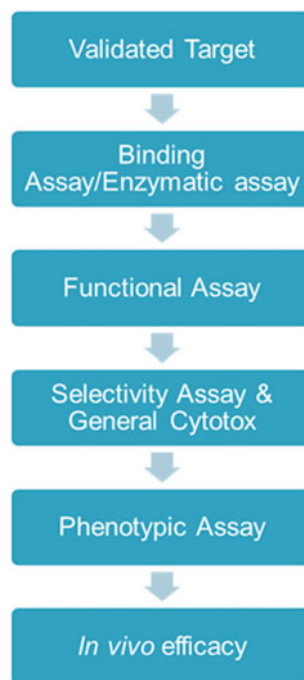 Validated Target
Binding
Assay/Enzymatic assay
Functional Assay
Selectivity Assay &
General Cytotox
Phenotypic Assay
In vivo efficacy